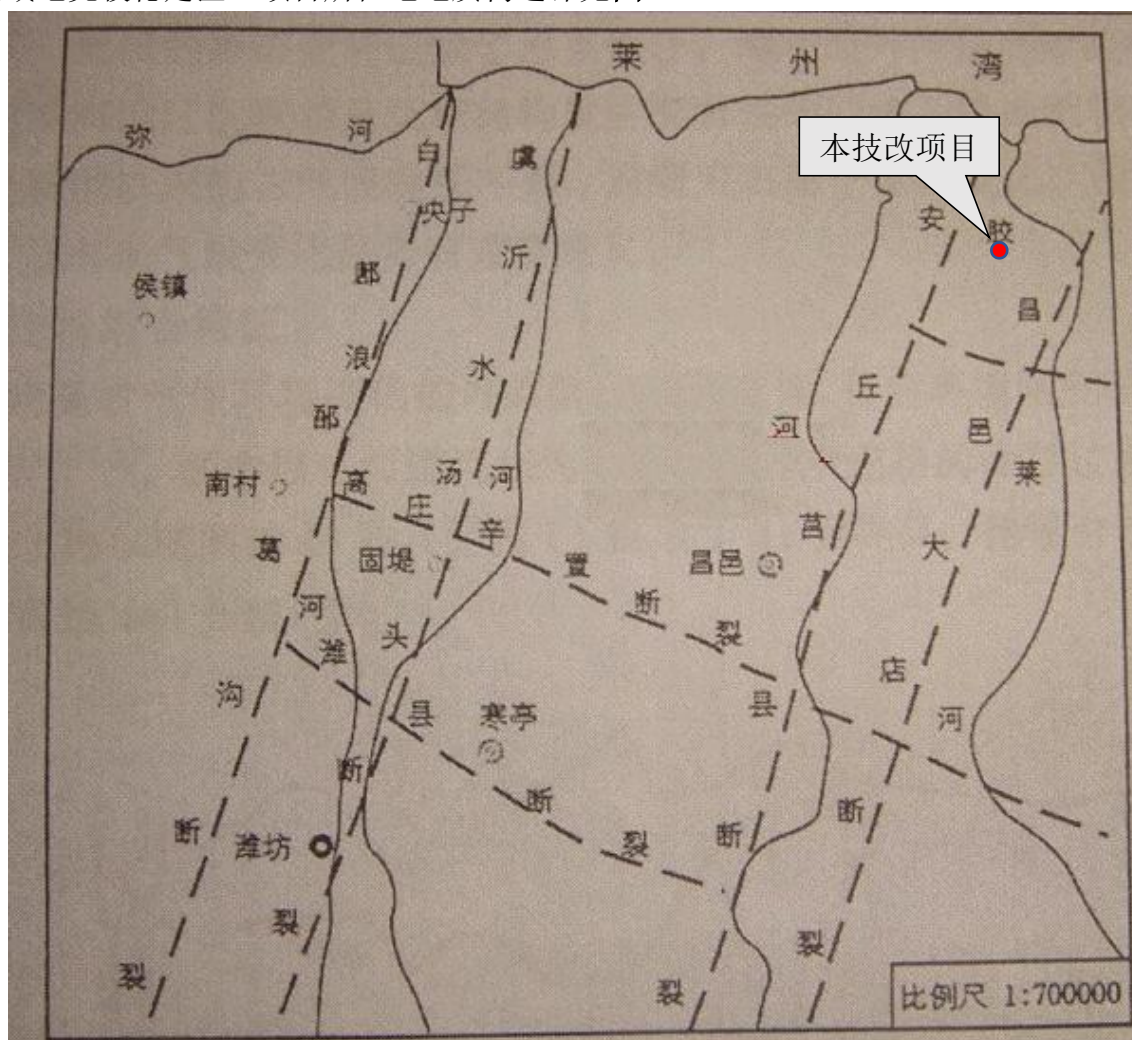 莱州湾
弥河
本技改项目
白浪河
虞河
央子
侯镇
鄌郚葛沟断裂
沂水汤头断裂
安丘莒县断裂
胶莱河
昌邑大店断裂
河
南村
高庄辛置断裂
固堤
昌邑
潍县断裂
寒亭
潍坊
比例尺 1:700000